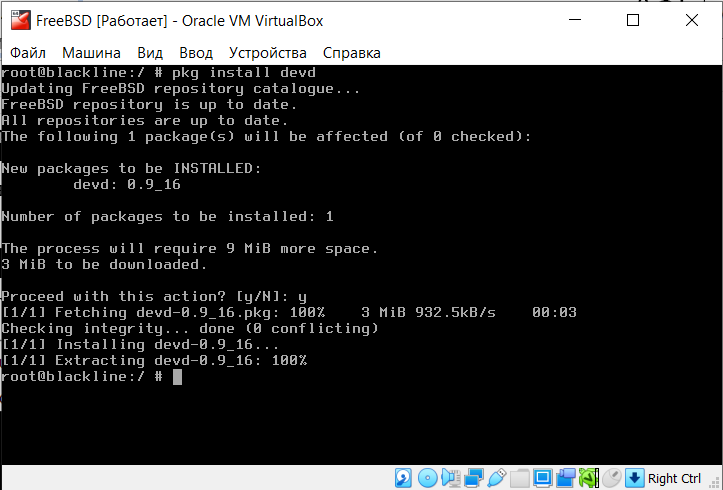 FreeBSD [Работает] - Oracle VM VirtualBox
Файл Машина Вид Ввод Устройства Справка
root@blackline:/ # pkg install devd
Updating FreeBSD repository catalogue...
FreeBSD repository is up to date.
All repositories are up to date.
The following 1 package(s) will be affected (of 0 checked):
New packages to be INSTALLED:
devd: 0.9_16
Number of packages to be installed: 1
The process will require 9 MiB more space.
3 MiB to be downloaded.
Proceed with this action? [y/N]: y
[1/1] Fetching devd-0.9_16.pkg: 100% 3 MiB 932.5kB/s 00:03
Checking integrity... done (0 conflicting)
[1/1] Installing devd-0.9_16...
[1/1] Extracting devd-0.9_16: 100%
root@blackline:/ #
Right Ctrl